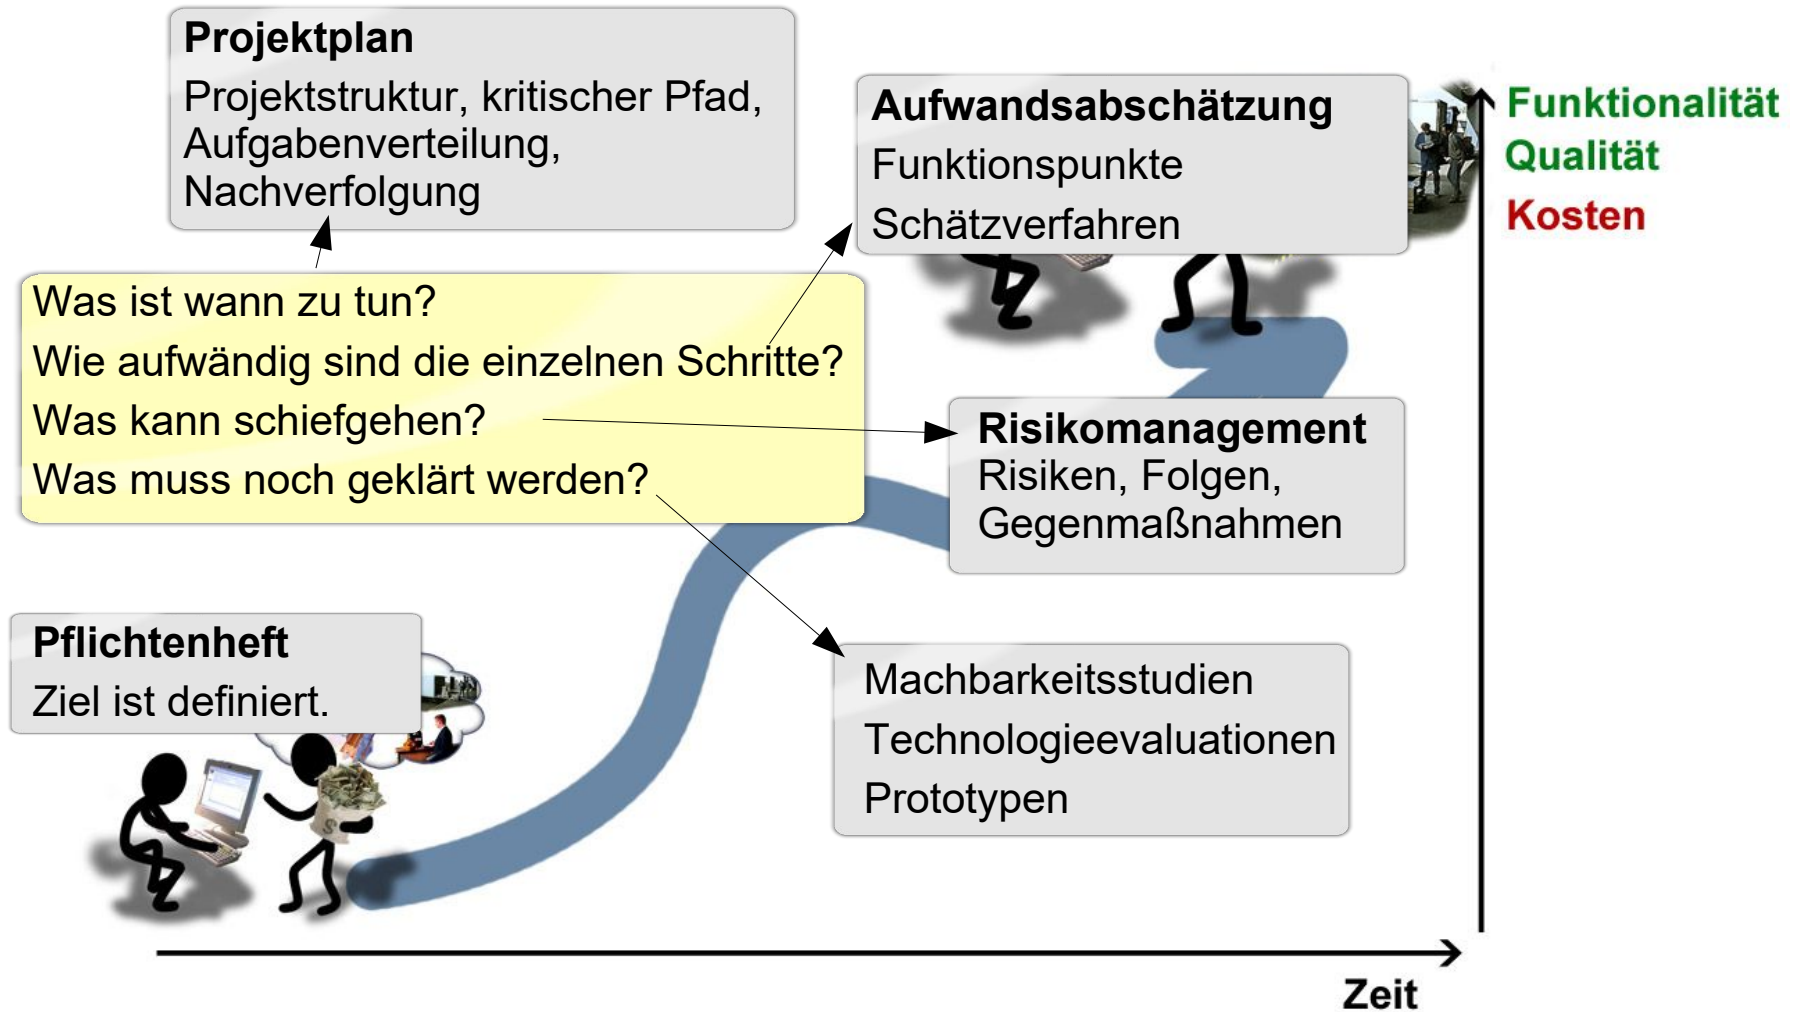 Projektplan
Projektstruktur, kritischer Pfad,
Aufgabenverteilung,
Nachverfolgung
Aufwandsabschätzung
Funktionspunkte
Schätzverfahren
Funktionalität
Qualität
Kosten
Was ist wann zu tun?
Wie aufwändig sind die einzelnen Schritte?
Was kann schiefgehen?
Was muss noch geklärt werden?
Risikomanagement
Risiken, Folgen,
Gegenmaßnahmen
Pflichtenheft
Ziel ist definiert.
Machbarkeitsstudien
Technologieevaluationen
Prototypen
$
Zeit